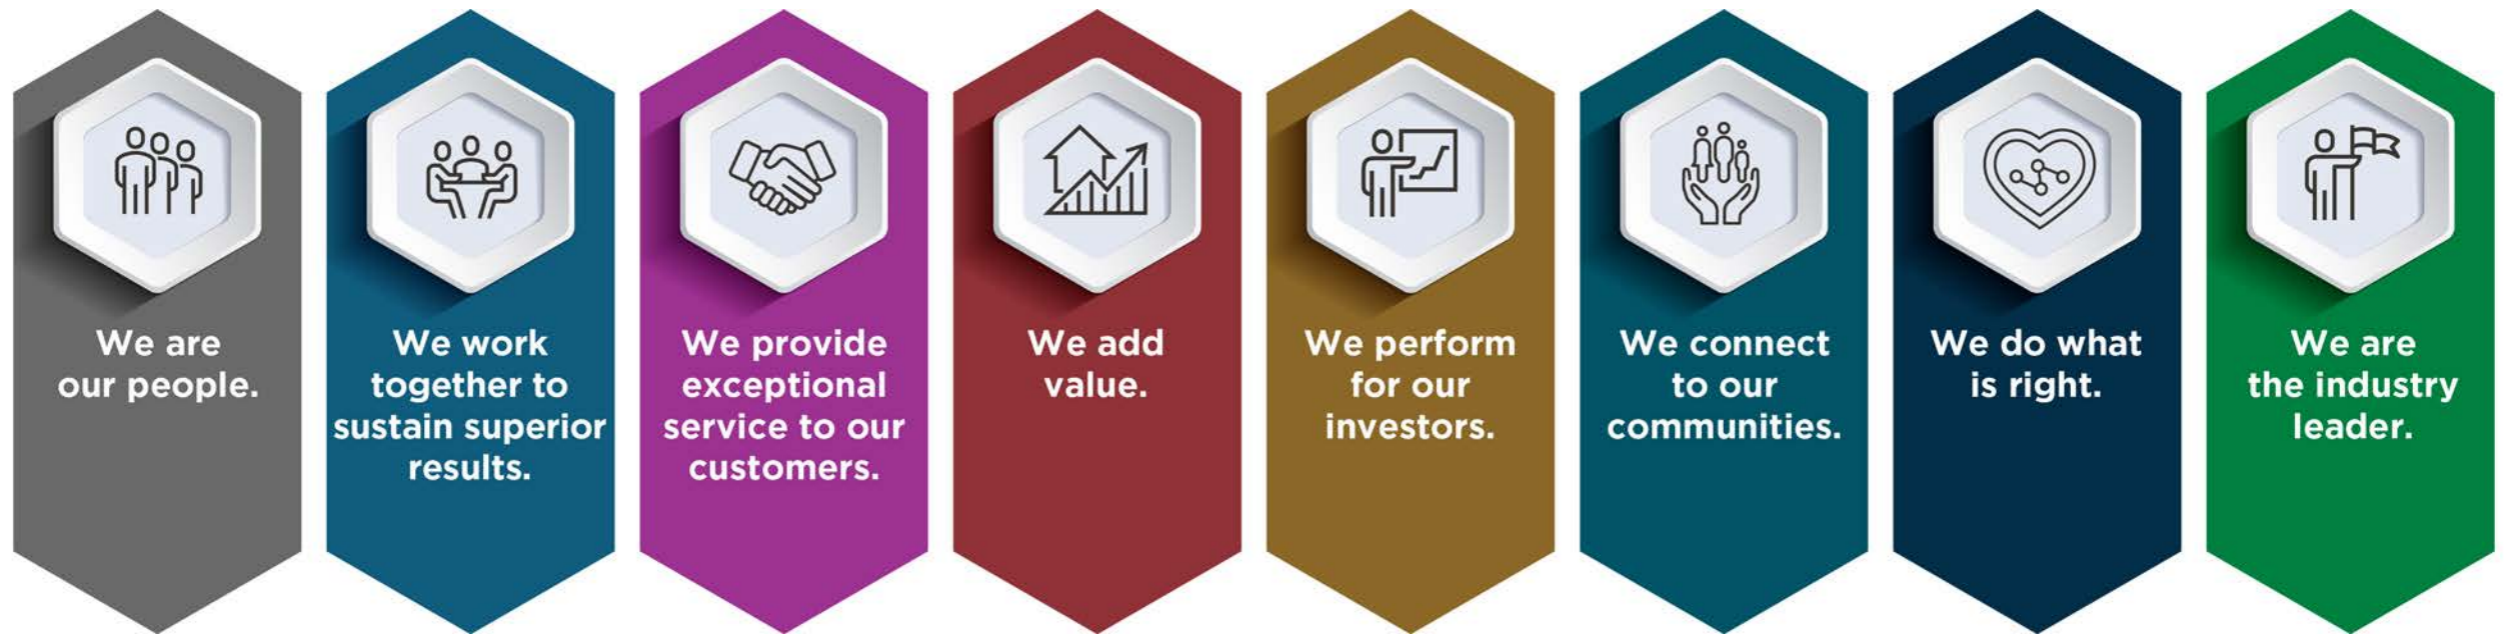 We are
our people.
We work
together to
sustain superior
results.
We provide
exceptional
service to our
customers.
We add
value.
We perform
for our
investors.
We connect
to our
communities.
We do what
is right.
We are
the industry
leader.